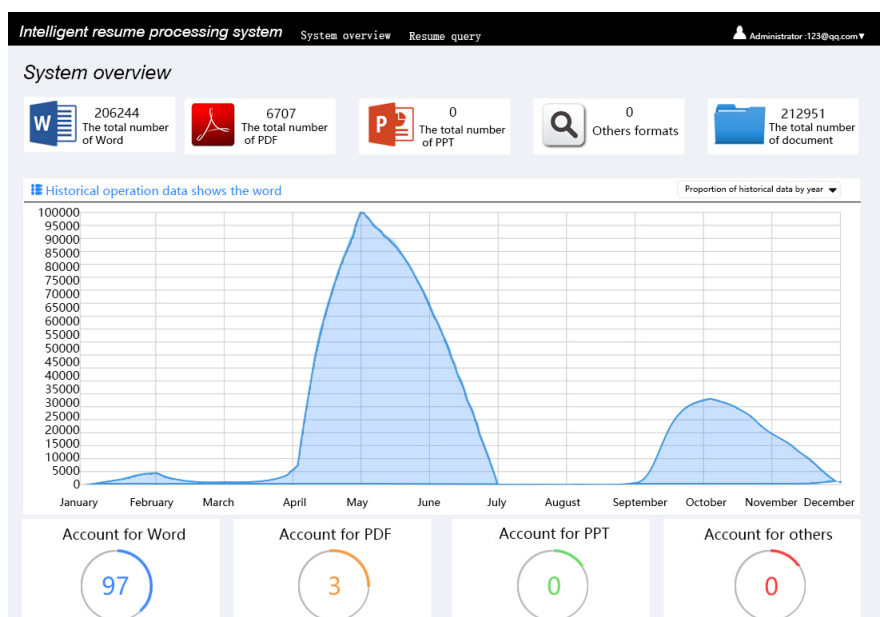 Intelligent resume processing system System overview Resume query Administrator :123@qq.com▼
System overview
W
206244
The total number
of Word
6707
The total number
of PDF
P
0
The total number
of PPT
0
Others formats
212951
The total number
of document
Historical operation data shows the word
Proportion of historical data by year
100000
95000
90000
85000
80000
75000
70000
65000
60000
55000
50000
45000
40000
35000
30000
25000
20000
15000
10000
5000
0
January February March April May June July August September October November December
Account for Word
97
Account for PDF
3
Account for PPT
0
Account for others
0